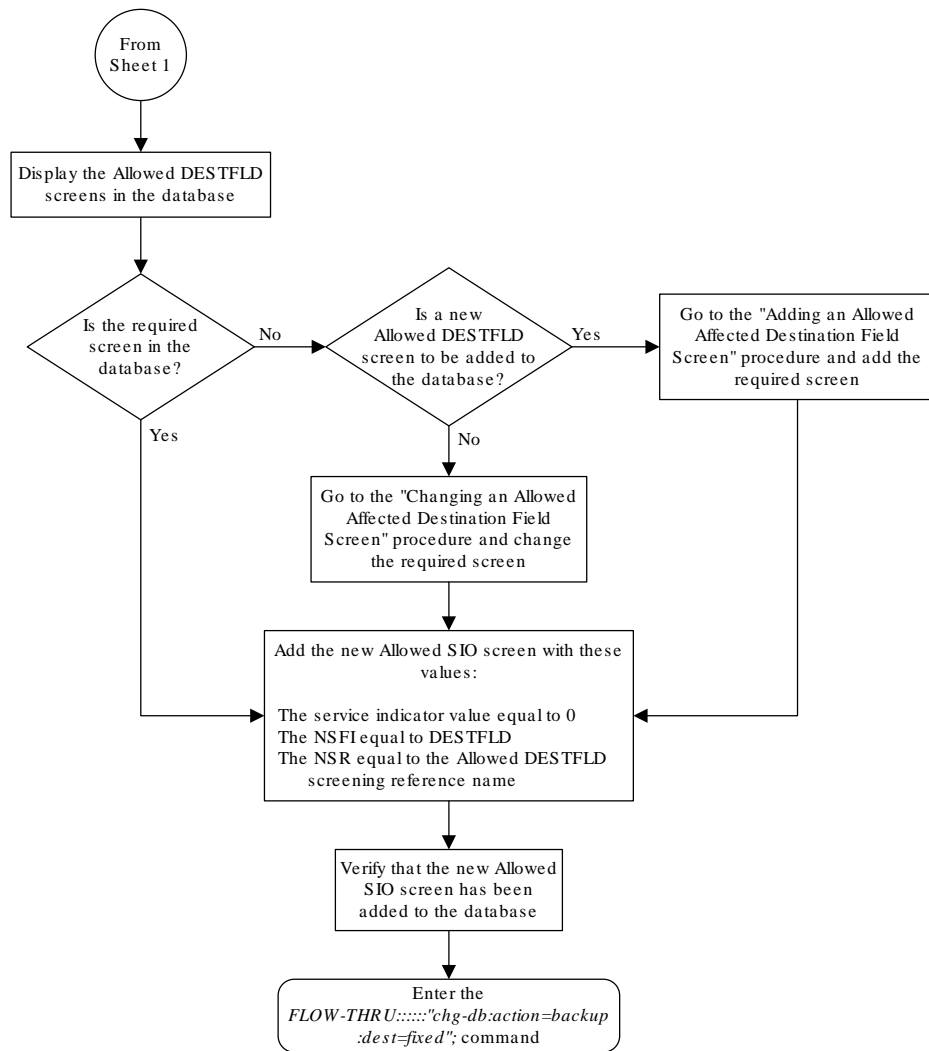 From
Sheet 1
Display the Allowed DESTFLD
screens in the database
Is the required
screen in the
database?
No
Yes
Is a new
Allowed DESTFLD
screen to be added to
the database?
Yes
No
Go to the "Adding an Allowed
Affected Destination Field
Screen" procedure and add the
required screen
Go to the "Changing an Allowed
Affected Destination Field
Screen" procedure and change
the required screen
Add the new Allowed SIO screen with these
values:
The service indicator value equal to 0
The NSFI equal to DESTFLD
The NSR equal to the Allowed DESTFLD
screening reference name
Verify that the new Allowed
SIO screen has been
added to the database
Enter the
FLOW-THRU::::::"chg-db:action=backup
:dest=fixed"; command